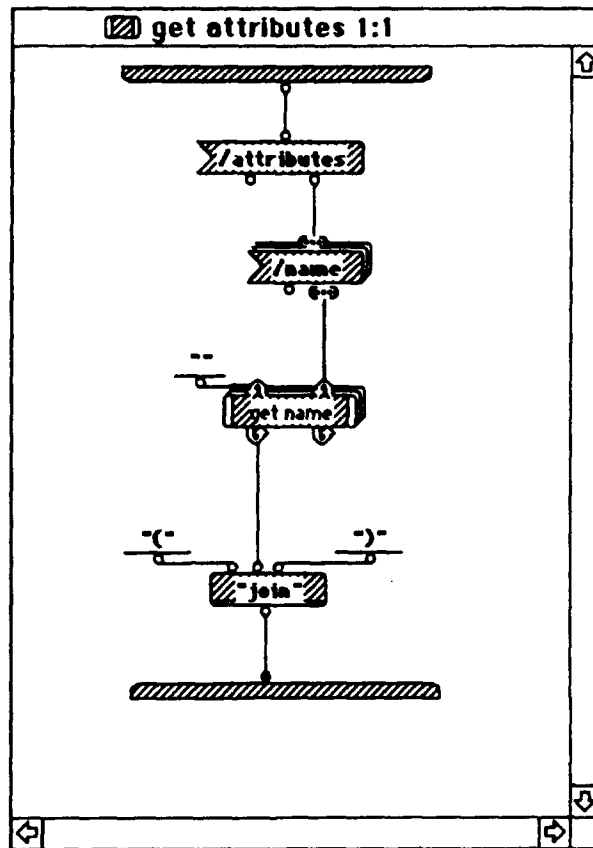 get attributes 1:1
/attributes
/name
""
get name
"("
")"
"join"